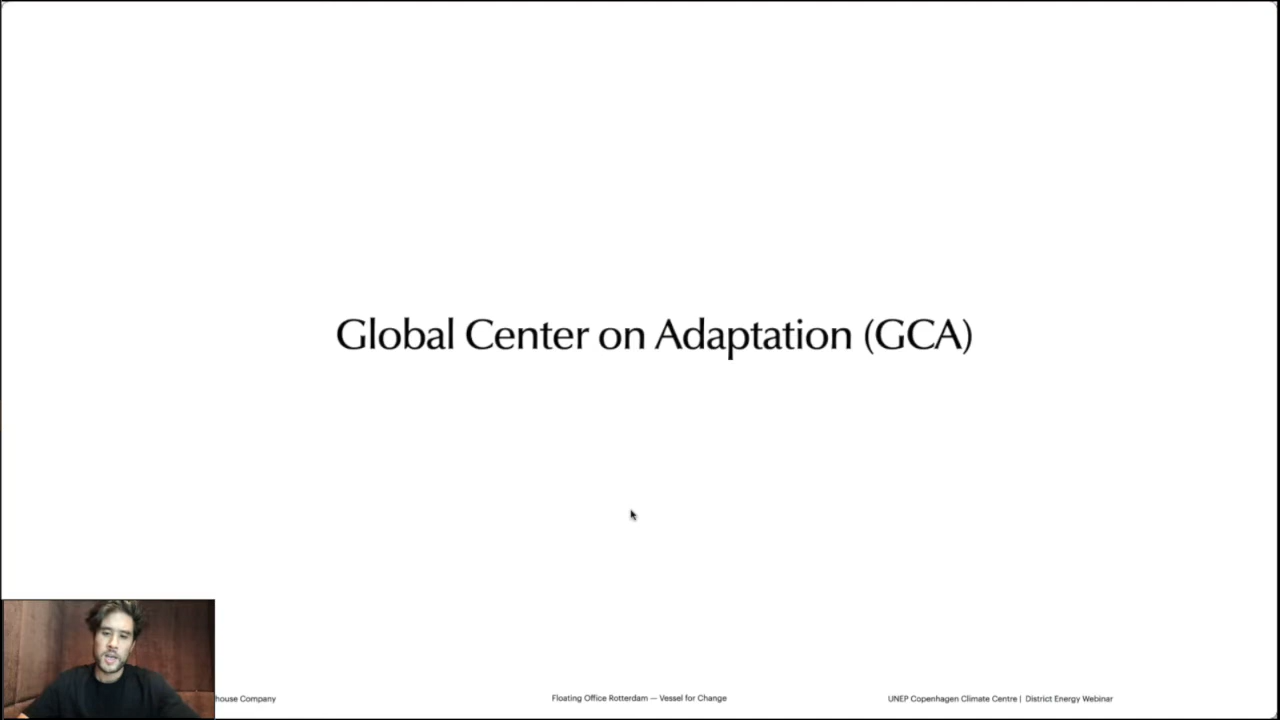 Global Center on Adaptation (GCA)
house Company
Floating Office Rotterdam — Vessel for Change
UNEP Copenhagen Climate Centre | District Energy Webinar